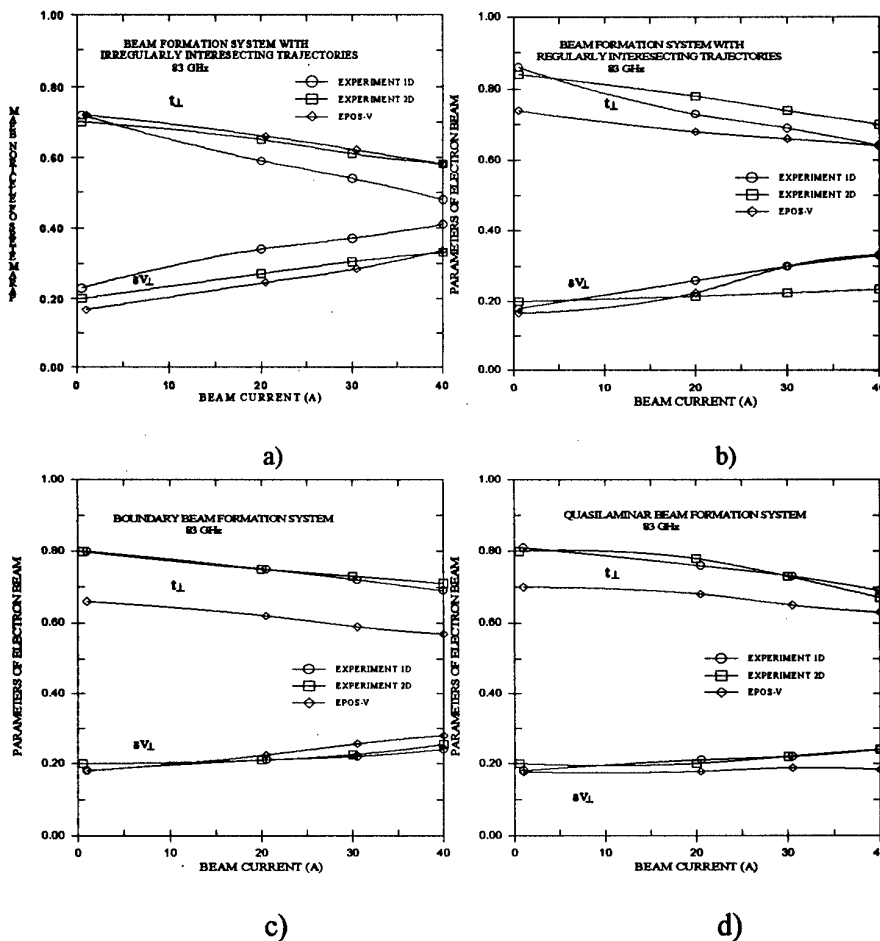 1.00
0.80
0.60
0.40
0.20
0.00
BEAM FORMATION SYSTEM WITH
IRREGULARLY INTERESECTING TRAJECTORIES
83 GHz
EXPERIMENT 1D
EXPERIMENT 2D
EPOS-V
t⊥
δV⊥
0 10 20 30 40
BEAM CURRENT (A)
a)
PARAMETERS OF ELECTRON BEAM
1.00
0.80
0.60
0.40
0.20
0.00
BEAM FORMATION SYSTEM WITH
REGULARLY INTERESECTING TRAJECTORIES
83 GHz
t⊥
EXPERIMENT 1D
EXPERIMENT 2D
EPOS-V
δV⊥
0 10 20 30 40
BEAM CURRENT (A)
b)
PARAMETERS OF ELECTRON BEAM
1.00
0.80
0.60
0.40
0.20
0.00
BOUNDARY BEAM FORMATION SYSTEM
83 GHz
t⊥
EXPERIMENT 1D
EXPERIMENT 2D
EPOS-V
δV⊥
0 10 20 30 40
BEAM CURRENT (A)
c)
PARAMETERS OF ELECTRON BEAM
1.00
0.80
0.60
0.40
0.20
0.00
QUASILAMINAR BEAM FORMATION SYSTEM
83 GHz
t⊥
EXPERIMENT 1D
EXPERIMENT 2D
EPOS-V
δV⊥
0 10 20 30 40
BEAM CURRENT (A)
d)